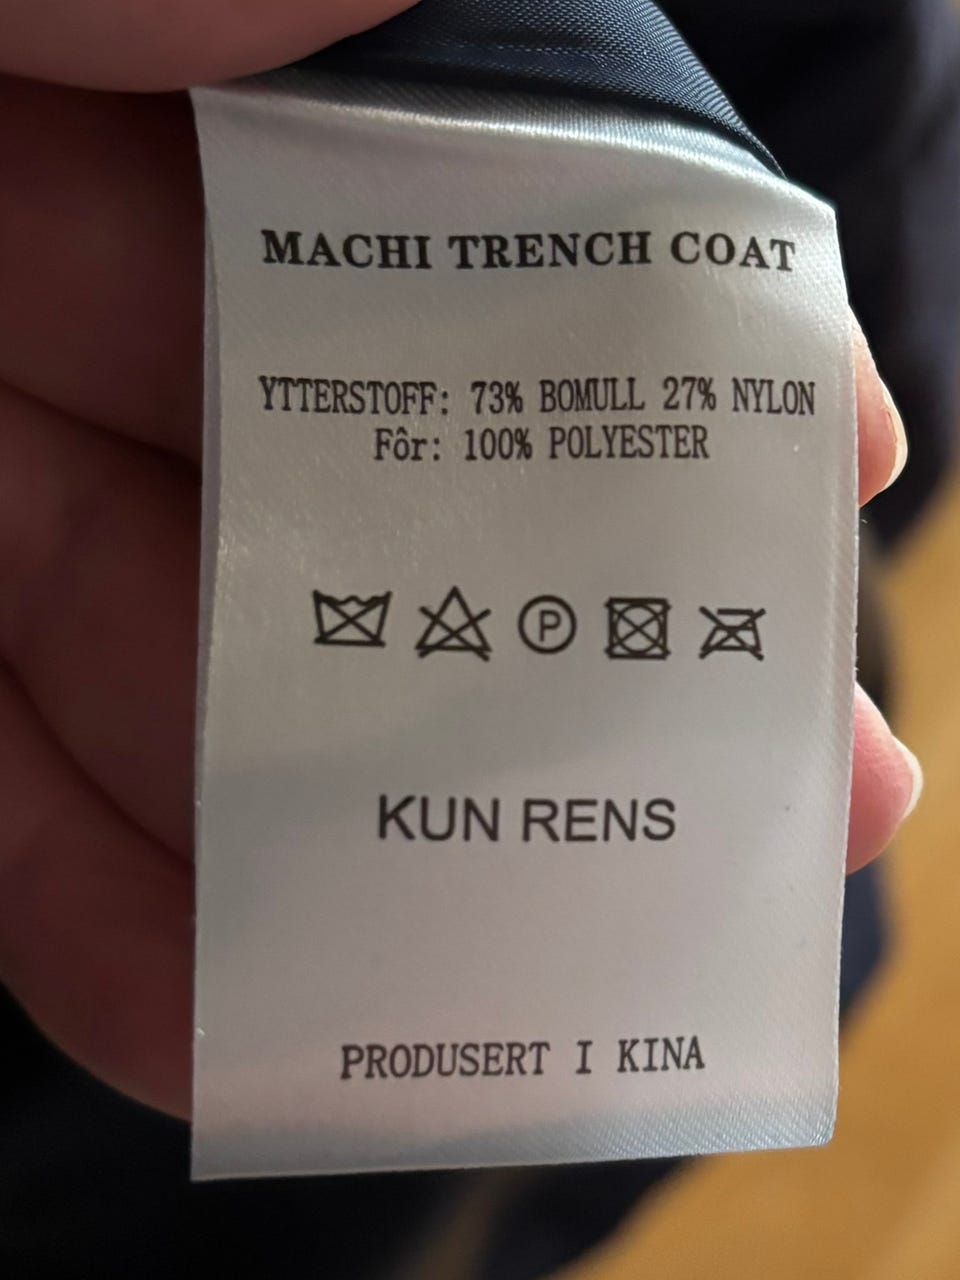 MACHI TRENCH COAT
YTTERSTOFF: 73% BOMULL 27% NYLON
Fôr: 100% POLYESTER
P
KUN RENS
PRODUSERT I KINA